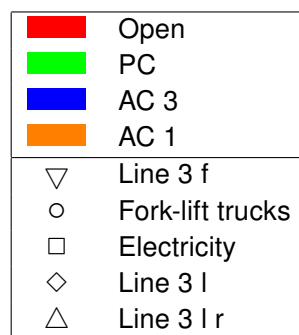 Open
PC
AC 3
AC 1
Line 3 f
Fork-lift trucks
Electricity
Line 3 l
Line 3 l r